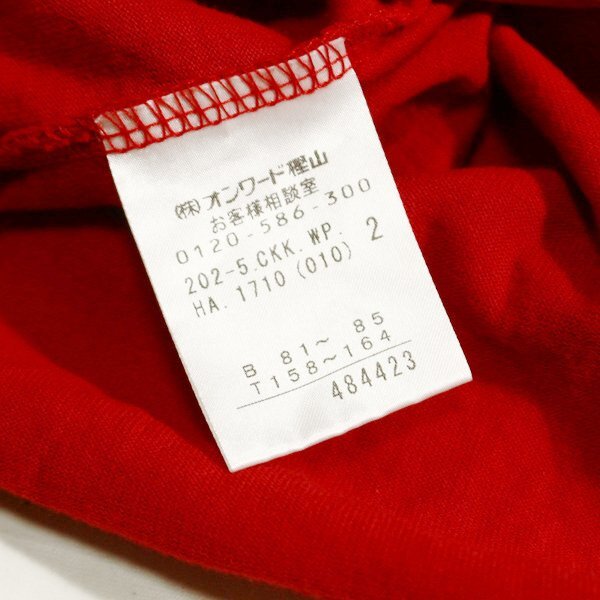 (株)オンワード樫山
お客様相談室
0120-586-300
202-5.CKK.WP. 2
HA.1710(010)
B 81～ 85
T158～164
484423